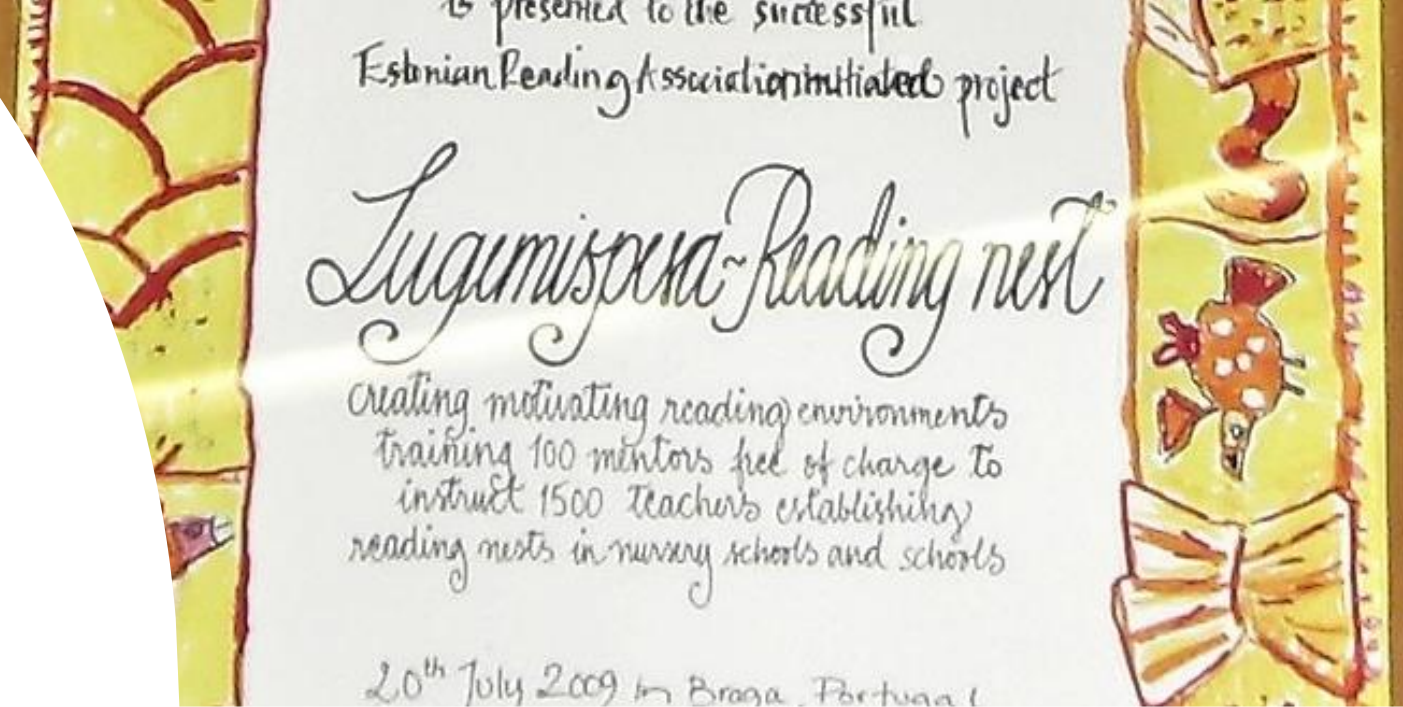 is presented to the successful
Estonian Reading Association initiated project
Lugemispesa~Reading nest
creating motivating reading environments
training 100 mentors free of charge to
instruct 1500 teachers establishing
reading nests in nursery schools and schools
20th July 2009 in Braga, Portugal